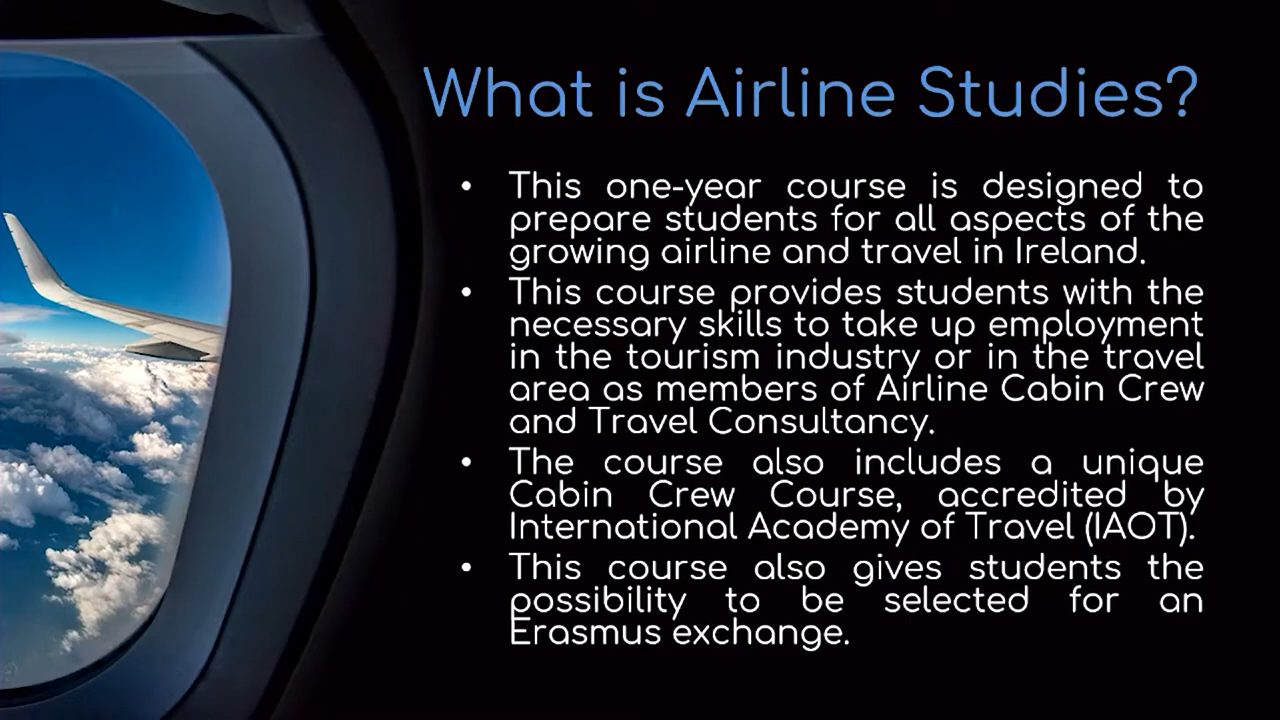 What is Airline Studies?
• This one-year course is designed to
prepare students for all aspects of the
growing airline and travel in Ireland.
• This course provides students with the
necessary skills to take up employment
in the tourism industry or in the travel
area as members of Airline Cabin Crew
and Travel Consultancy.
• The course also includes a unique
Cabin Crew Course, accredited by
International Academy of Travel (IAOT).
• This course also gives students the
possibility to be selected for an
Erasmus exchange.